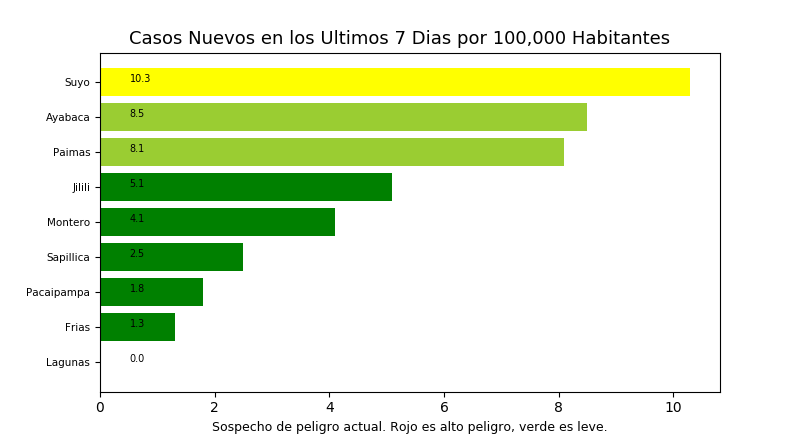 Casos Nuevos en los Ultimos 7 Dias por 100,000 Habitantes
Suyo 10.3
Ayabaca 8.5
Paimas 8.1
Jilili 5.1
Montero 4.1
Sapillica 2.5
Pacaipampa 1.8
Frias 1.3
Lagunas 0.0
0 2 4 6 8 10
Sospecho de peligro actual. Rojo es alto peligro, verde es leve.